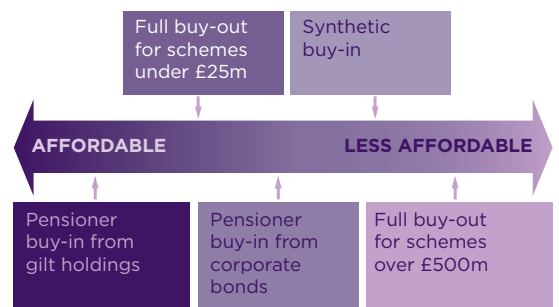 Full buy-out
for schemes
under £25m
Synthetic
buy-in
AFFORDABLE
LESS AFFORDABLE
Pensioner
buy-in from
gilt holdings
Pensioner
buy-in from
corporate
bonds
Full buy-out
for schemes
over £500m